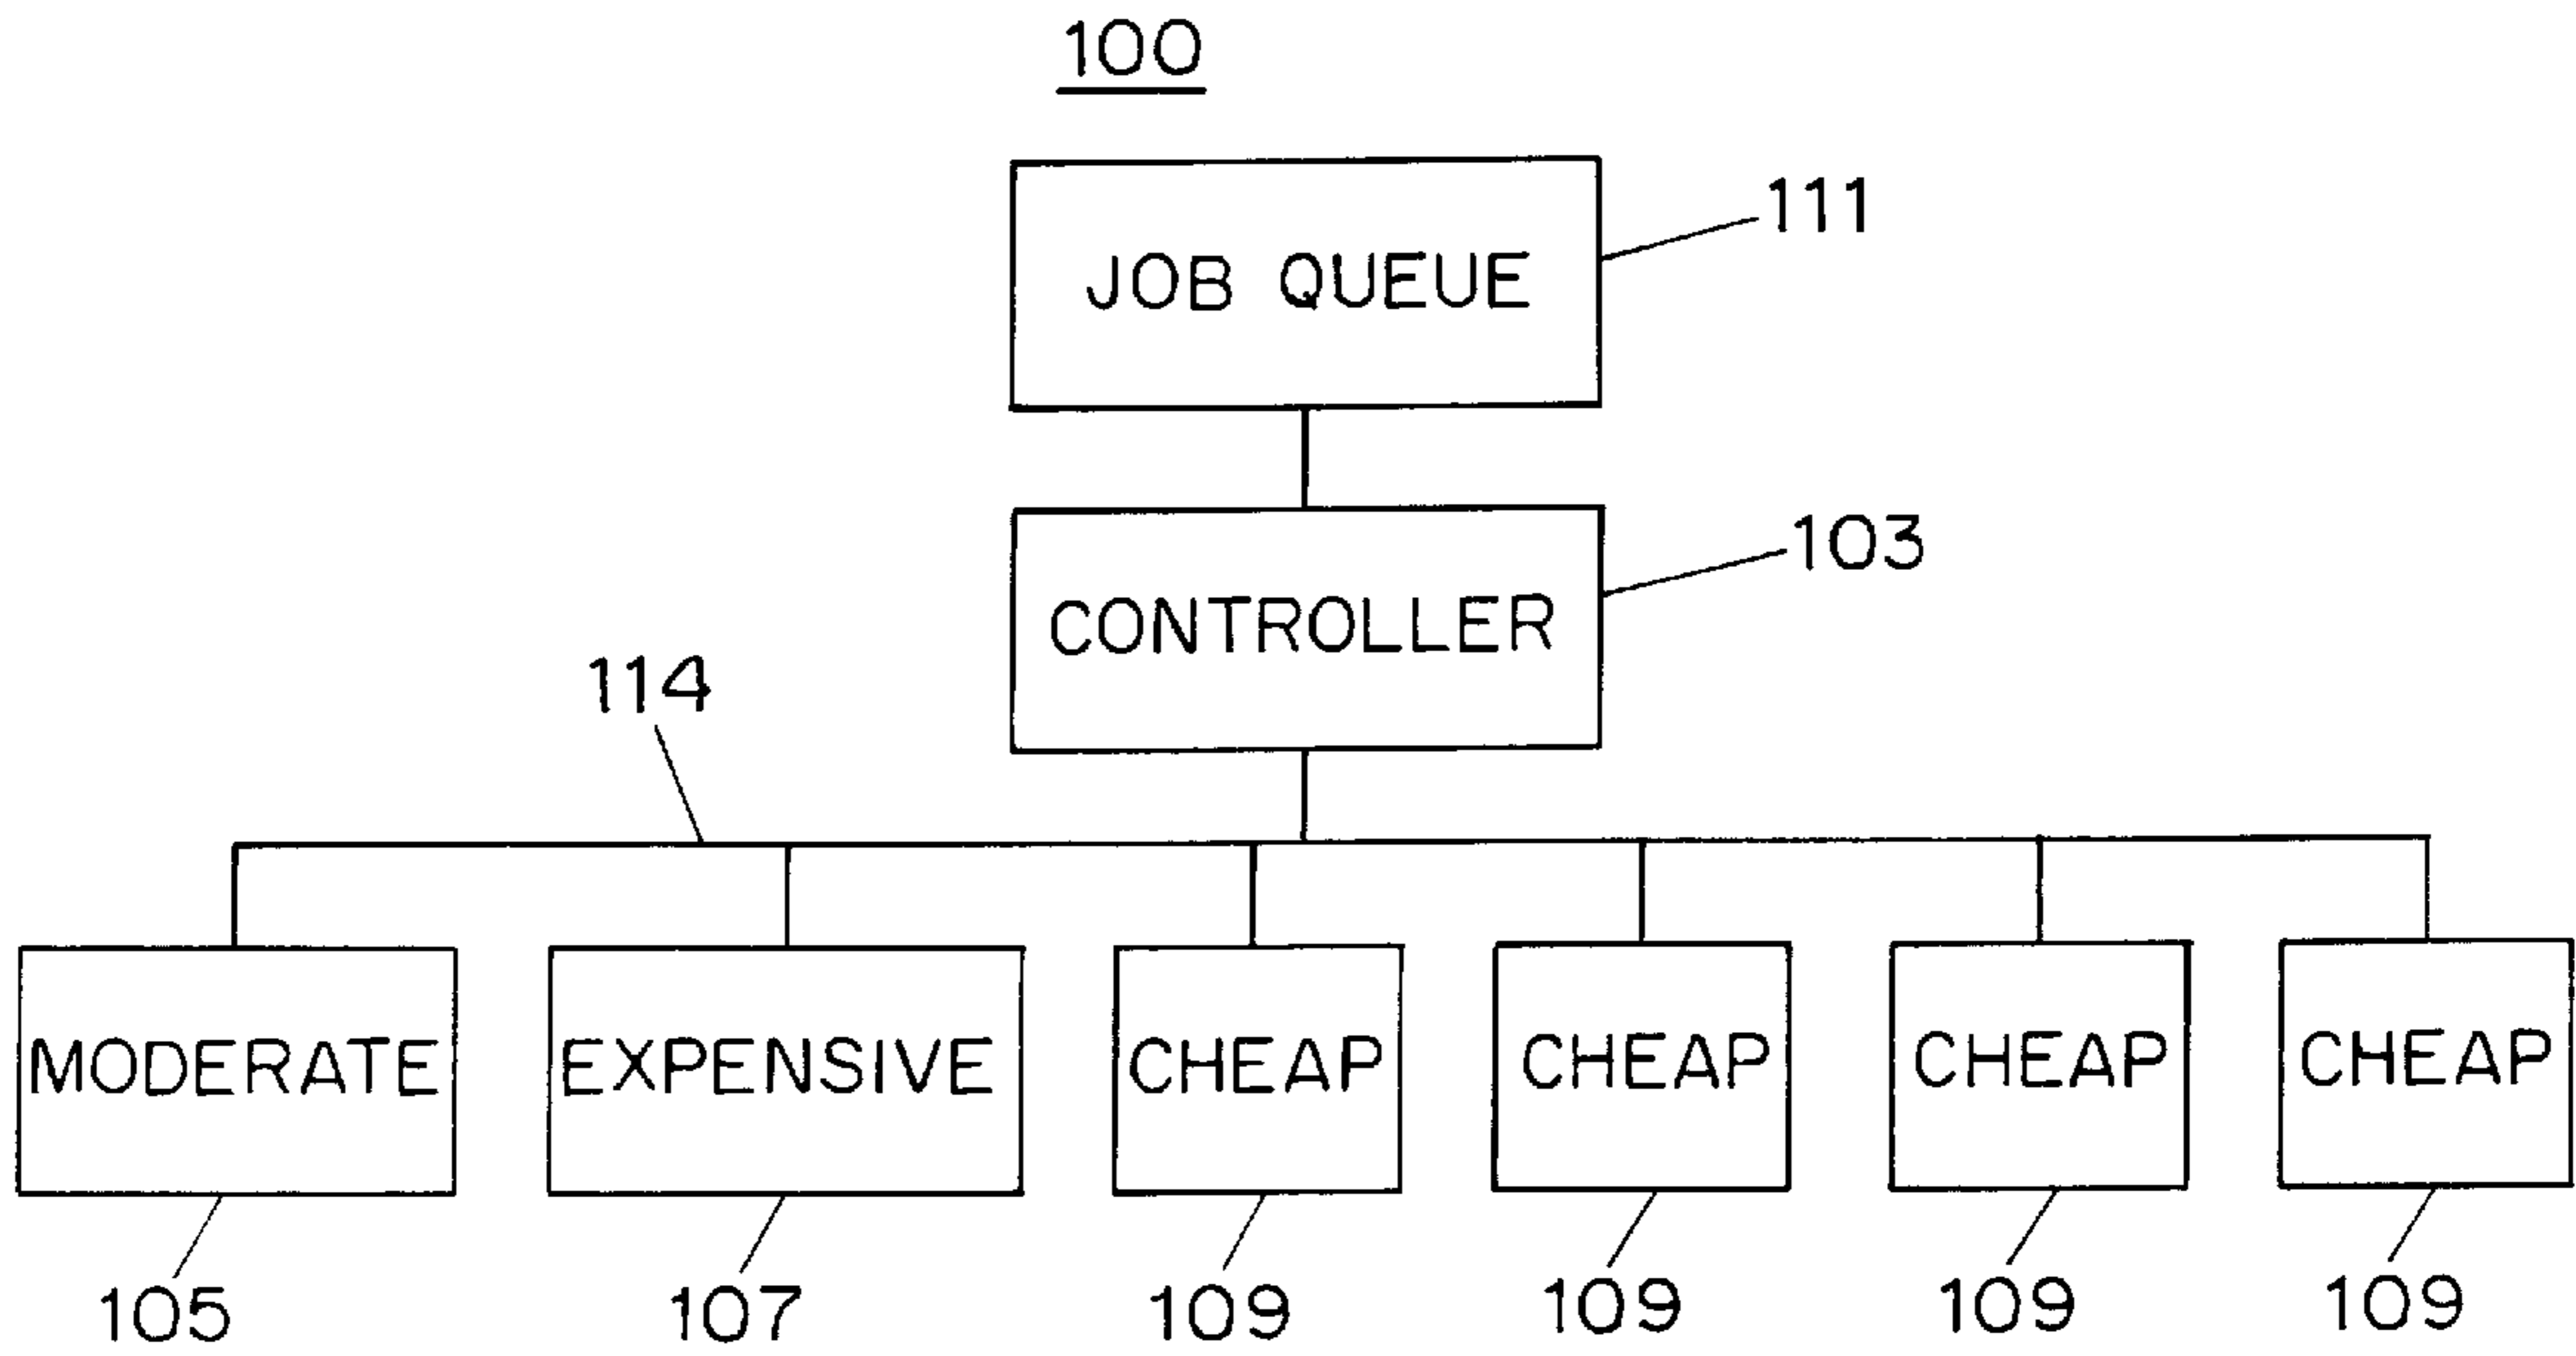 100
JOB QUEUE
111
CONTROLLER
103
114
MODERATE
EXPENSIVE
CHEAP
CHEAP
CHEAP
CHEAP
105
107
109
109
109
109